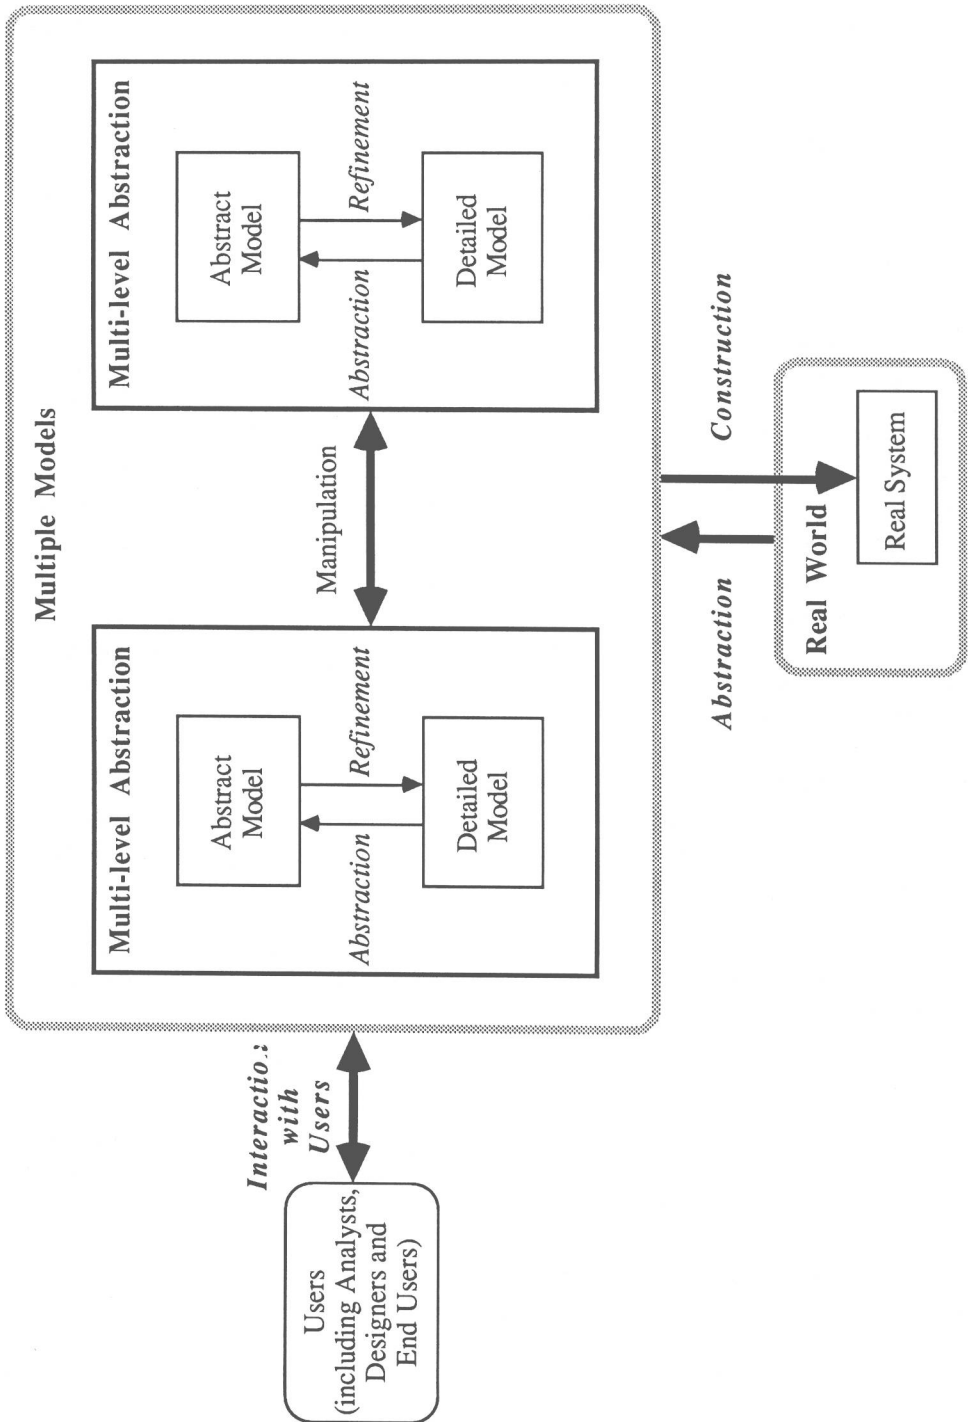 Multiple Models
Multi-level Abstraction
Abstract
Model
Abstraction
Refinement
Detailed
Model
Manipulation
Multi-level Abstraction
Abstract
Model
Abstraction
Refinement
Detailed
Model
Interaction
with
Users
Users
(including Analysts,
Designers and
End Users)
Abstraction
Construction
Real World
Real System